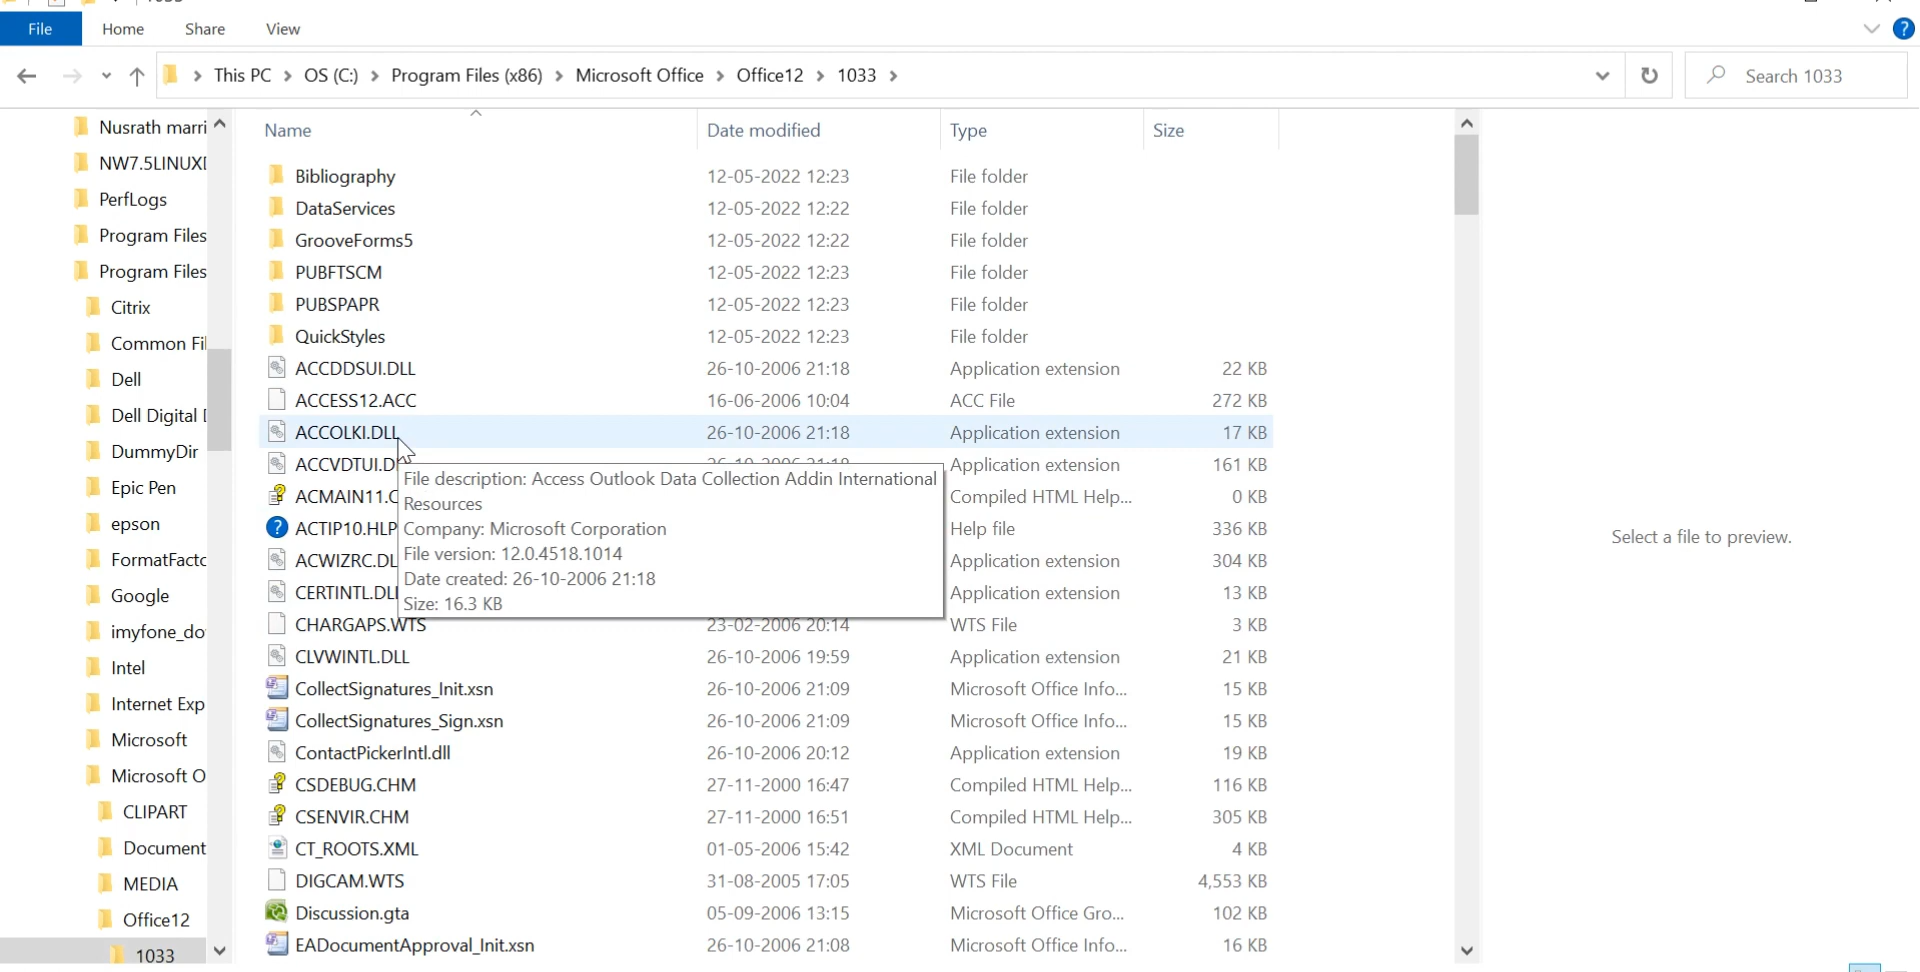 File
Home
Share
View
This PC > OS (C:) > Program Files (x86) > Microsoft Office > Office12 > 1033 >
Search 1033
Nusrath marri
NW7.5LINUX
PerfLogs
Program Files
Program Files
Citrix
Common Fil
Dell
Dell Digital
DummyDir
Epic Pen
epson
FormatFacto
Google
imyfone_do
Intel
Internet Exp
Microsoft
Microsoft O
CLIPART
Document
MEDIA
Office12
1033
Name Date modified Type Size
Bibliography 12-05-2022 12:23 File folder
DataServices 12-05-2022 12:22 File folder
GrooveForms5 12-05-2022 12:22 File folder
PUBFTSCM 12-05-2022 12:23 File folder
PUBSPAPR 12-05-2022 12:23 File folder
QuickStyles 12-05-2022 12:23 File folder
ACCDDSUI.DLL 26-10-2006 21:18 Application extension 22 KB
ACCESS12.ACC 16-06-2006 10:04 ACC File 272 KB
ACCOLKI.DLL 26-10-2006 21:18 Application extension 17 KB
ACCVDTUI.D Application extension 161 KB
ACMAIN11.C Compiled HTML Help... 0 KB
ACTIP10.HLP Help file 336 KB
ACWIZRC.DL Application extension 304 KB
CERTINTL.DLL Application extension 13 KB
CHARGAPS.WTS 23-02-2006 20:14 WTS File 3 KB
CLVWINTL.DLL 26-10-2006 19:59 Application extension 21 KB
CollectSignatures_Init.xsn 26-10-2006 21:09 Microsoft Office Info... 15 KB
CollectSignatures_Sign.xsn 26-10-2006 21:09 Microsoft Office Info... 15 KB
ContactPickerIntl.dll 26-10-2006 20:12 Application extension 19 KB
CSDEBUG.CHM 27-11-2000 16:47 Compiled HTML Help... 116 KB
CSENVIR.CHM 27-11-2000 16:51 Compiled HTML Help... 305 KB
CT_ROOTS.XML 01-05-2006 15:42 XML Document 4 KB
DIGCAM.WTS 31-08-2005 17:05 WTS File 4,553 KB
Discussion.gta 05-09-2006 13:15 Microsoft Office Gro... 102 KB
EADocumentApproval_Init.xsn 26-10-2006 21:08 Microsoft Office Info... 16 KB
File description: Access Outlook Data Collection Addin International
Resources
Company: Microsoft Corporation
File version: 12.0.4518.1014
Date created: 26-10-2006 21:18
Size: 16.3 KB
Select a file to preview.